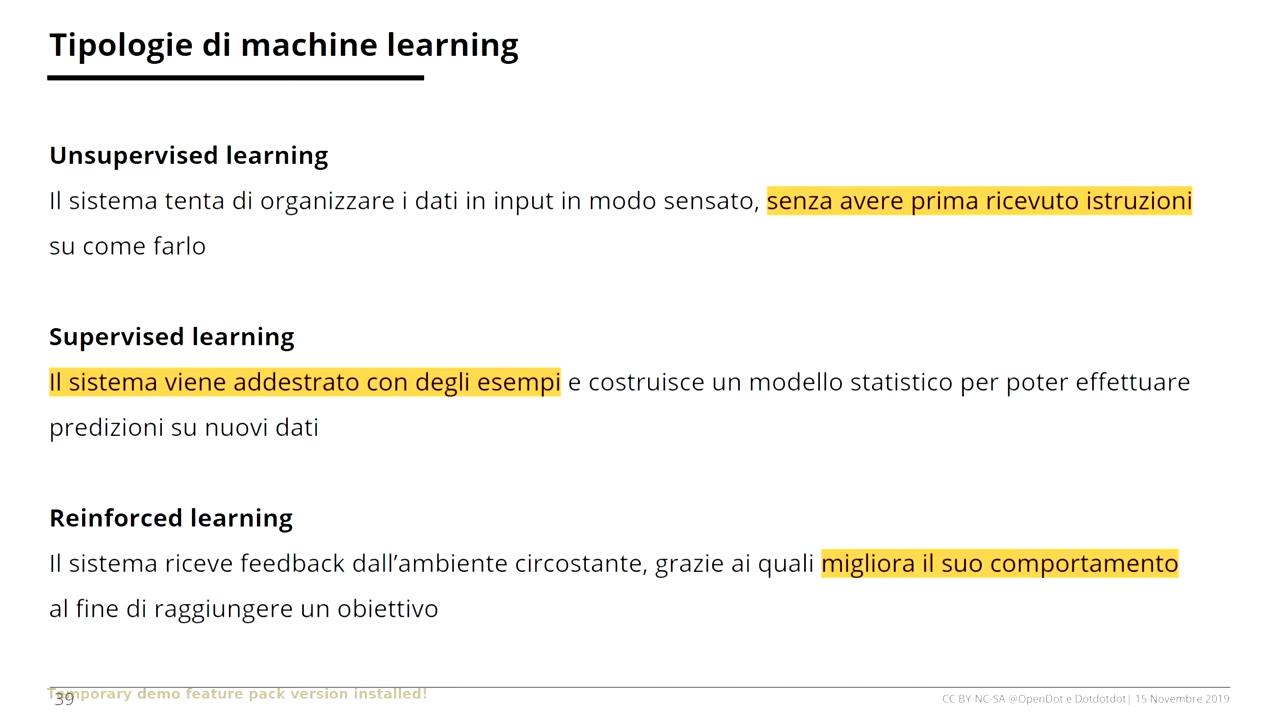 Tipologie di machine learning
Unsupervised learning
Il sistema tenta di organizzare i dati in input in modo sensato, senza avere prima ricevuto istruzioni
su come farlo
Supervised learning
Il sistema viene addestrato con degli esempi e costruisce un modello statistico per poter effettuare
predizioni su nuovi dati
Reinforced learning
Il sistema riceve feedback dall’ambiente circostante, grazie ai quali migliora il suo comportamento
al fine di raggiungere un obiettivo
Temporary demo feature pack version installed!
39
CC BY-NC-SA @OpenDot e Dotdotdot| 15 Novembre 2019